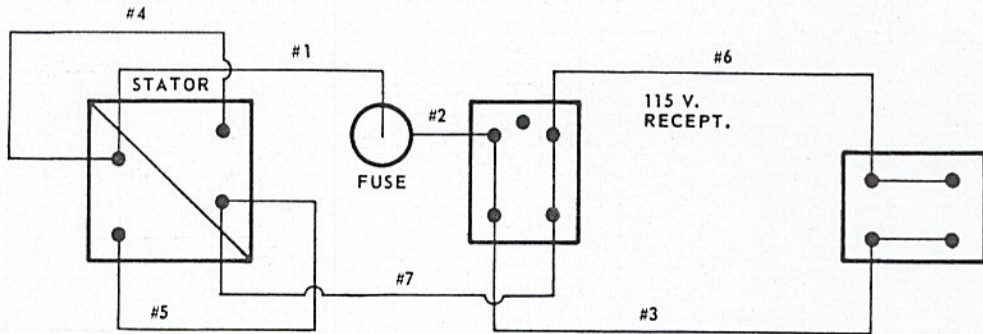 #4
#1
#6
STATOR
#2
115 V.
RECEPT.
FUSE
#7
#5
#3